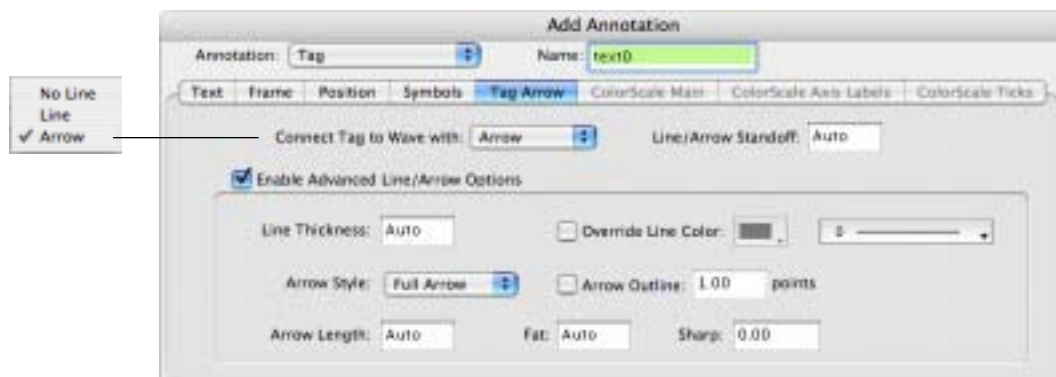 Add Annotation
Annotation: Tag Name: text0
No Line
Line
✓ Arrow
Text Frame Position Symbols Tag Arrow ColorScale Main ColorScale Axis Labels ColorScale Ticks
Connect Tag to Wave with: Arrow Line/Arrow Standoff: Auto
Enable Advanced Line/Arrow Options
Line Thickness: Auto Override Line Color: 0
Arrow Style: Full Arrow Arrow Outline: 1.00 points
Arrow Length: Auto Fat: Auto Sharp: 0.00